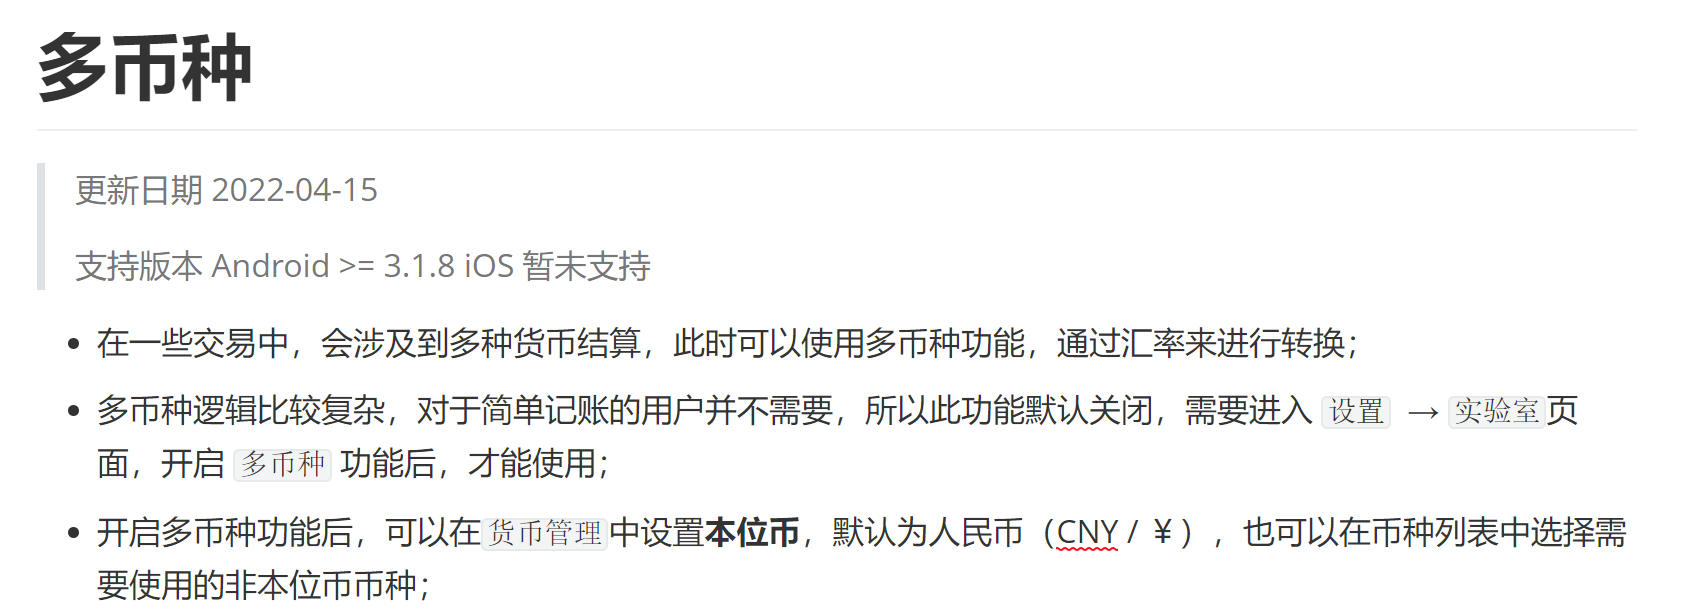 多币种
更新日期 2022-04-15
支持版本 Android >= 3.1.8 iOS 暂未支持
在一些交易中，会涉及到多种货币结算，此时可以使用多币种功能，通过汇率来进行转换；
多币种逻辑比较复杂，对于简单记账的用户并不需要，所以此功能默认关闭，需要进入 设置 → 实验室页
面，开启 多币种 功能后，才能使用；
开启多币种功能后，可以在货币管理中设置本位币，默认为人民币（CNY / ￥），也可以在币种列表中选择需
要使用的非本位币币种；